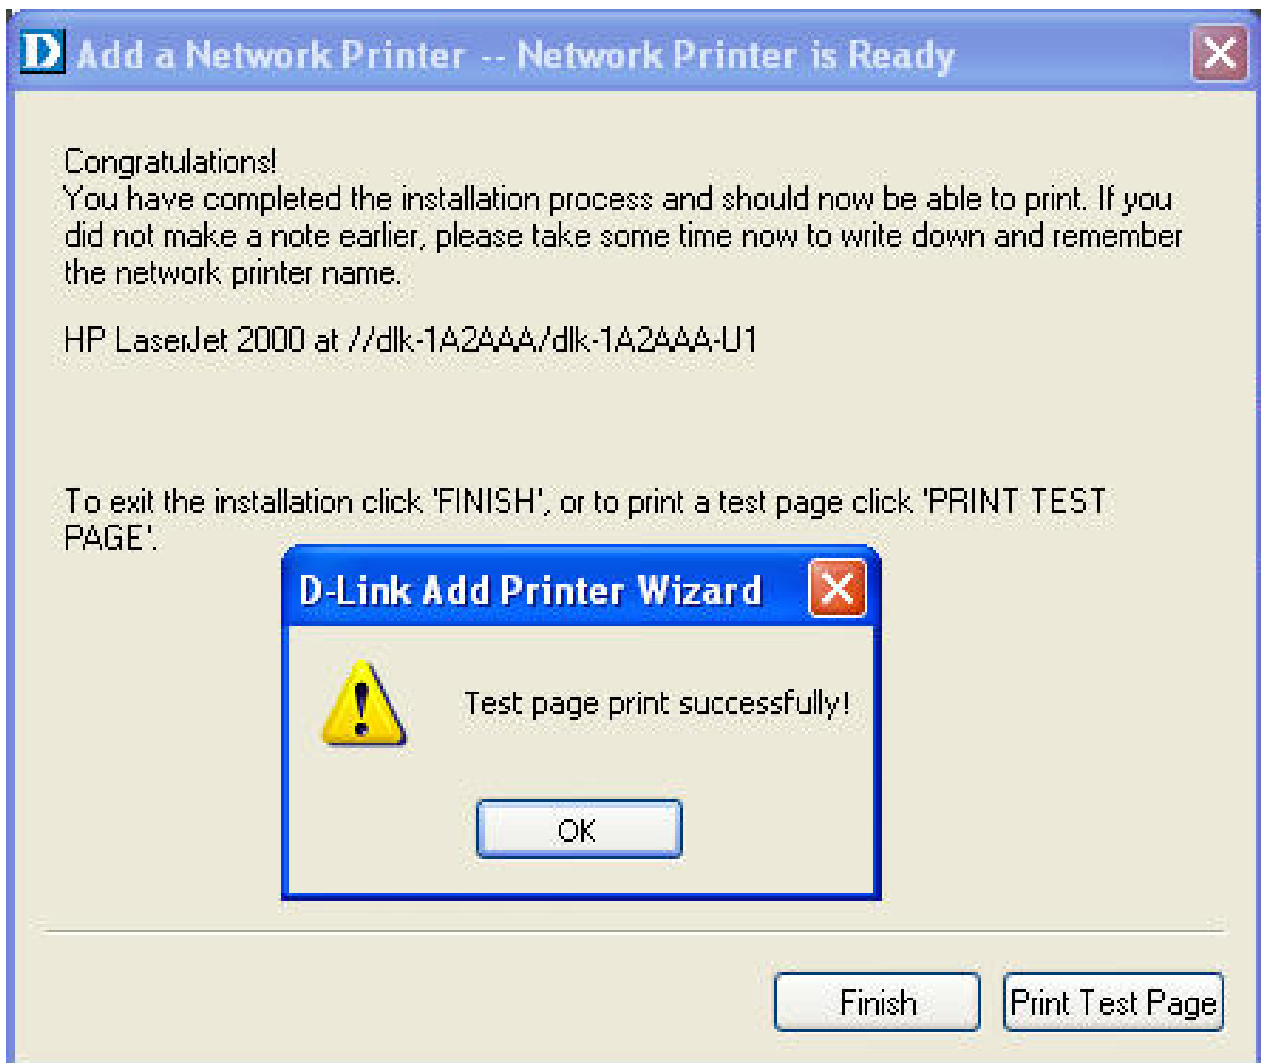 D Add a Network Printer -- Network Printer is Ready
Congratulations!
You have completed the installation process and should now be able to print. If you
did not make a note earlier, please take some time now to write down and remember
the network printer name.
HP LaserJet 2000 at //dlk-1A2AAA/dlk-1A2AAA-U1
To exit the installation click 'FINISH', or to print a test page click 'PRINT TEST
PAGE'.
D-Link Add Printer Wizard
Test page print successfully!
OK
Finish
Print Test Page